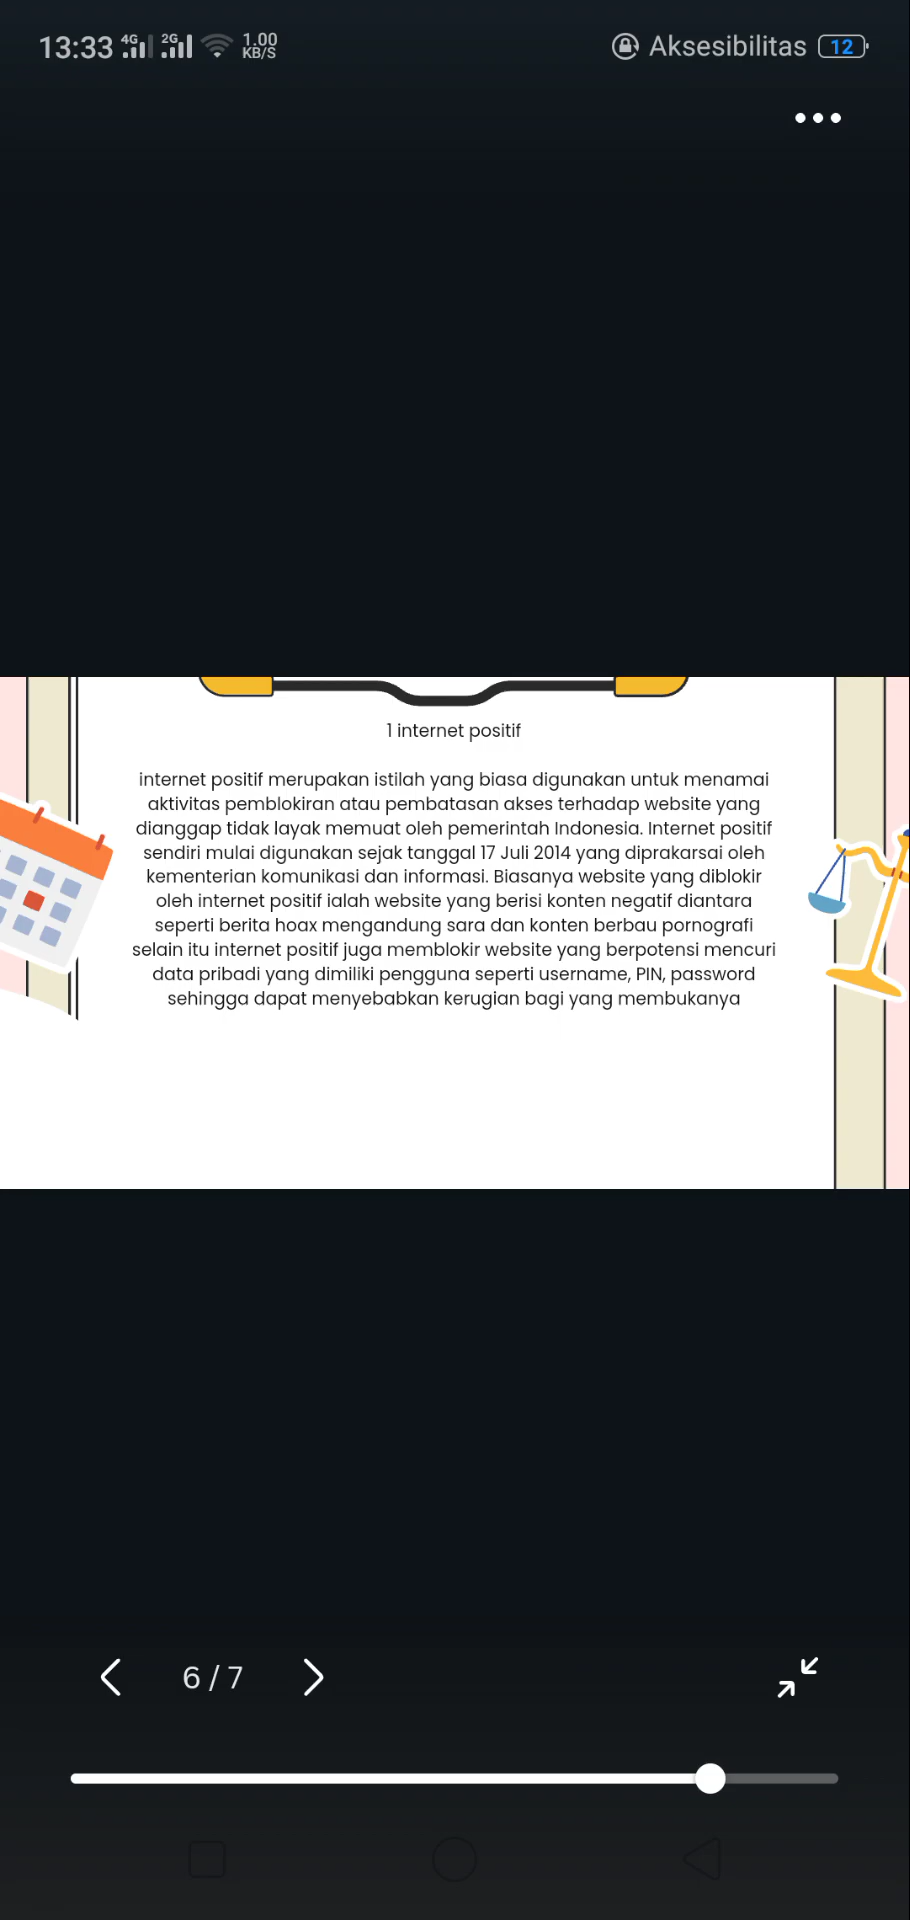 13:33 4G 2G 1.00 KB/S Aksesibilitas 12
1 internet positif
internet positif merupakan istilah yang biasa digunakan untuk menamai
aktivitas pemblokiran atau pembatasan akses terhadap website yang
dianggap tidak layak memuat oleh pemerintah Indonesia. Internet positif
sendiri mulai digunakan sejak tanggal 17 Juli 2014 yang diprakarsai oleh
kementerian komunikasi dan informasi. Biasanya website yang diblokir
oleh internet positif ialah website yang berisi konten negatif diantara
seperti berita hoax mengandung sara dan konten berbau pornografi
selain itu internet positif juga memblokir website yang berpotensi mencuri
data pribadi yang dimiliki pengguna seperti username, PIN, password
sehingga dapat menyebabkan kerugian bagi yang membukanya
6 / 7